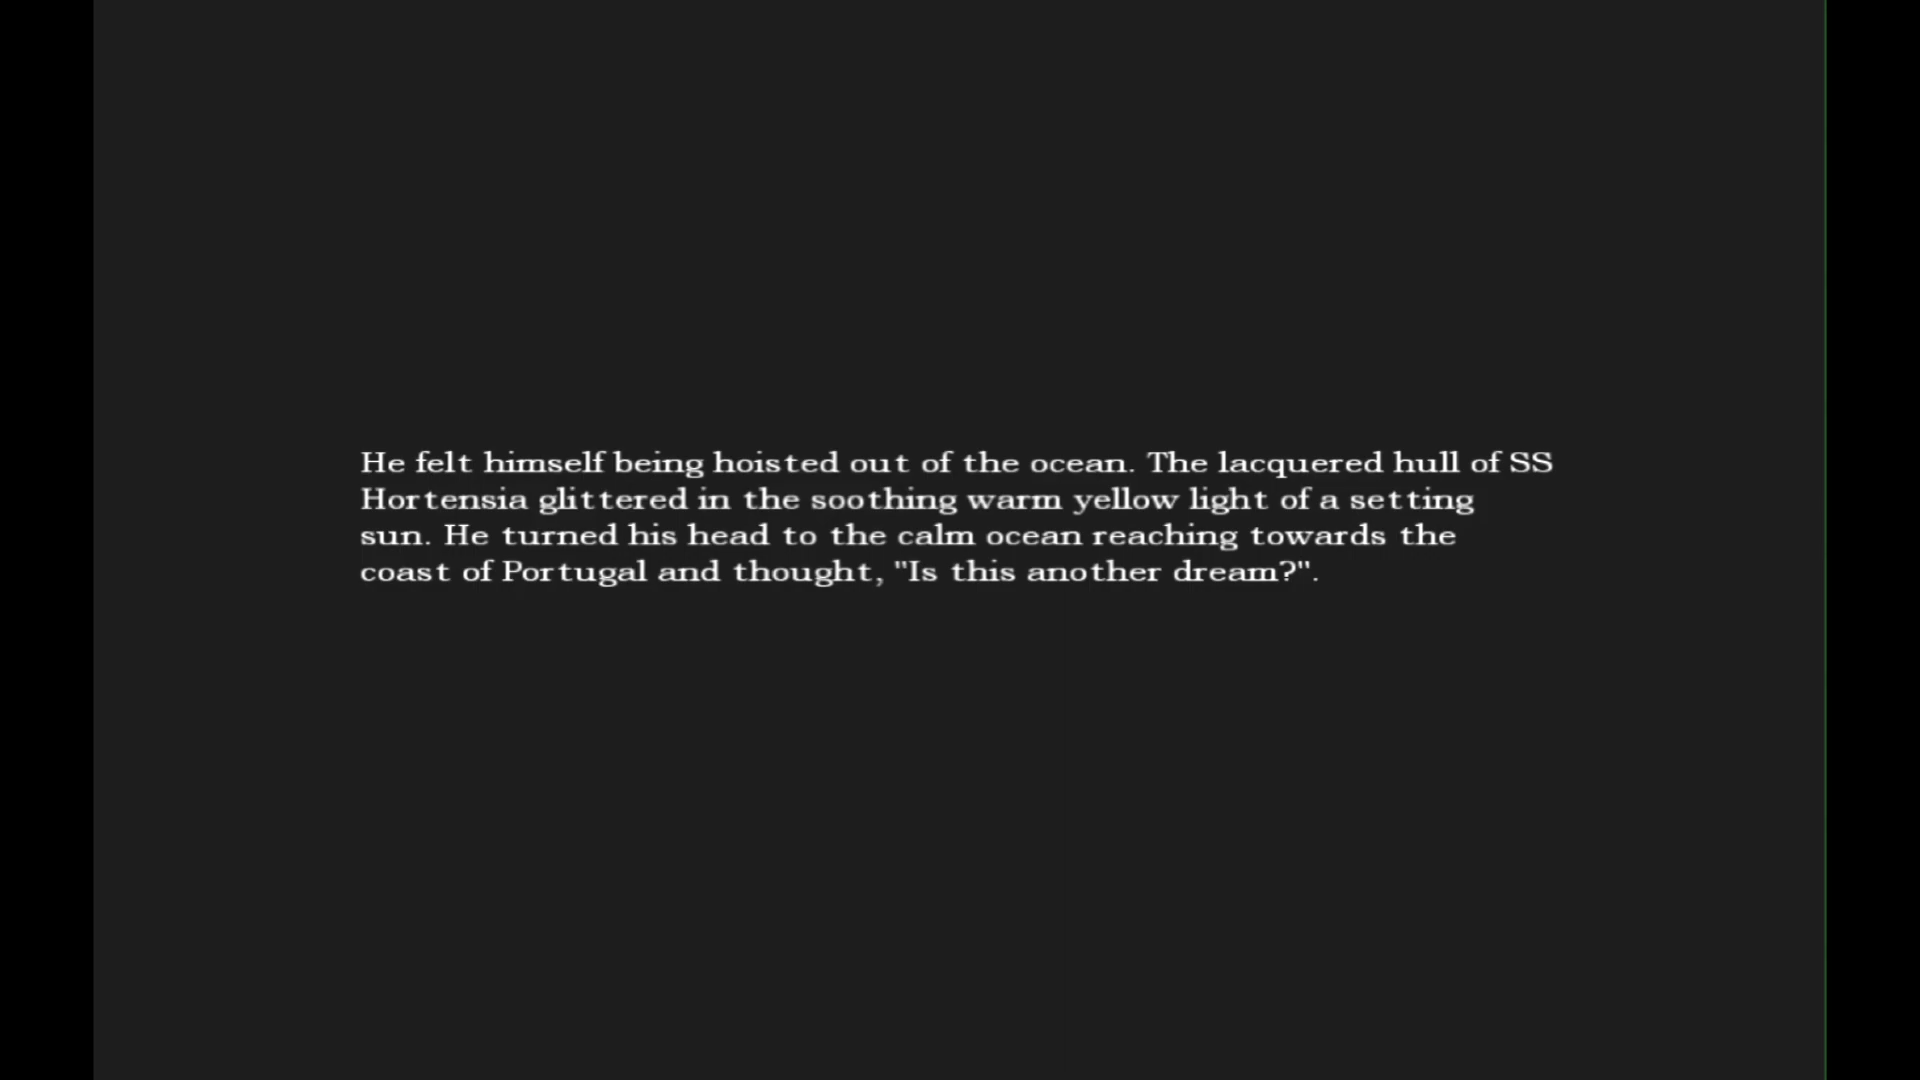 He felt himself being hoisted out of the ocean. The lacquered hull of SS
Hortensia glittered in the soothing warm yellow light of a setting
sun. He turned his head to the calm ocean reaching towards the
coast of Portugal and thought, "Is this another dream?".